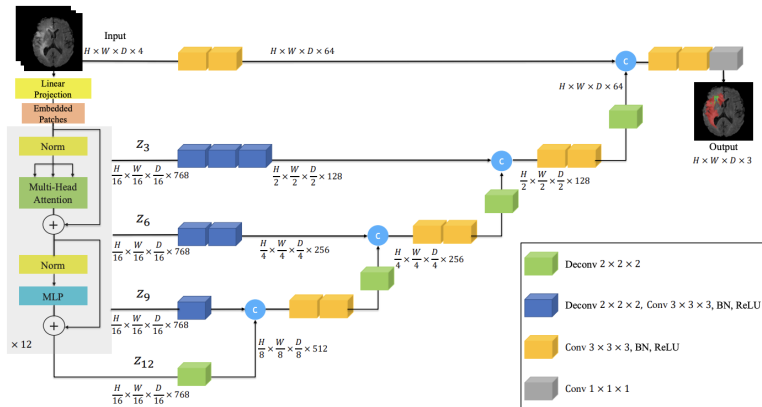 Input
H × W × D × 4
H × W × D × 64
Linear
Projection
Embedded
Patches
Norm
Multi-Head
Attention
+
Norm
MLP
+
× 12
Z3
H/16 × W/16 × D/16 × 768
H/2 × W/2 × D/2 × 128
Z6
H/16 × W/16 × D/16 × 768
H/4 × W/4 × D/4 × 256
Z9
H/16 × W/16 × D/16 × 768
Z12
H/16 × W/16 × D/16 × 768
C
H/8 × W/8 × D/8 × 512
C
H/4 × W/4 × D/4 × 256
C
H/2 × W/2 × D/2 × 128
C
H × W × D × 64
Output
H × W × D × 3
Deconv 2 × 2 × 2
Deconv 2 × 2 × 2, Conv 3 × 3 × 3, BN, ReLU
Conv 3 × 3 × 3, BN, ReLU
Conv 1 × 1 × 1